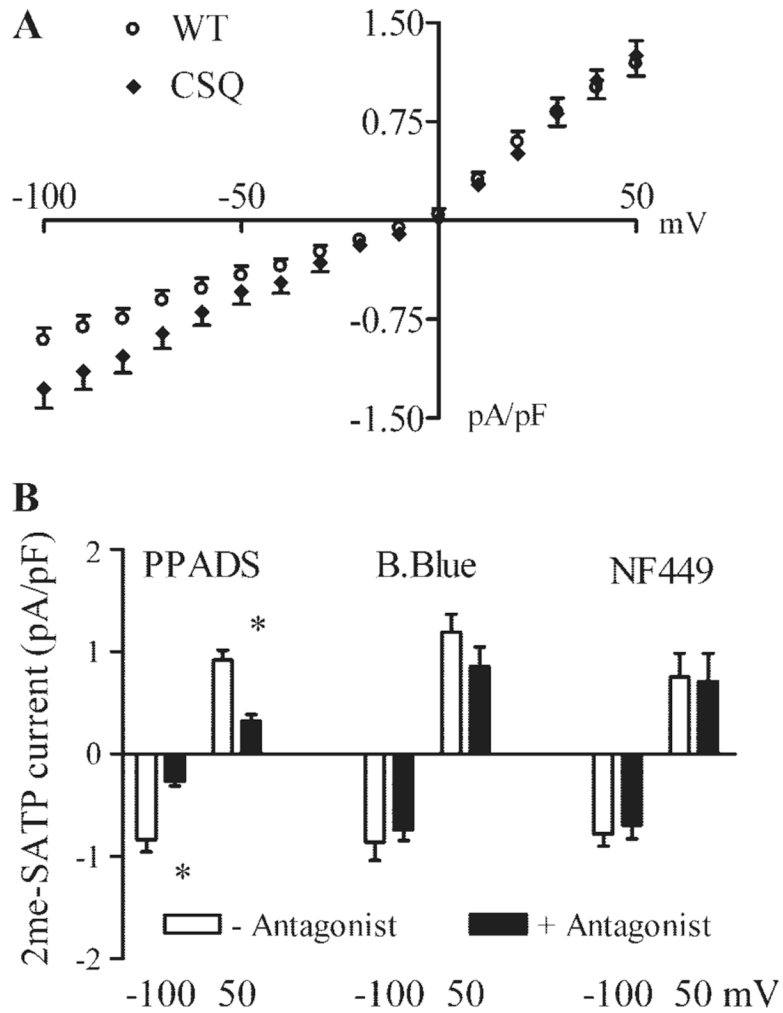 A
WT
CSQ
1.50
0.75
-100 -50 50
mV
-0.75
-1.50
pA/pF
B
2me-SATP current (pA/pF)
2
1
0
-1
-2
PPADS B.Blue NF449
*
*
- Antagonist + Antagonist
-100 50 -100 50 -100 50 mV